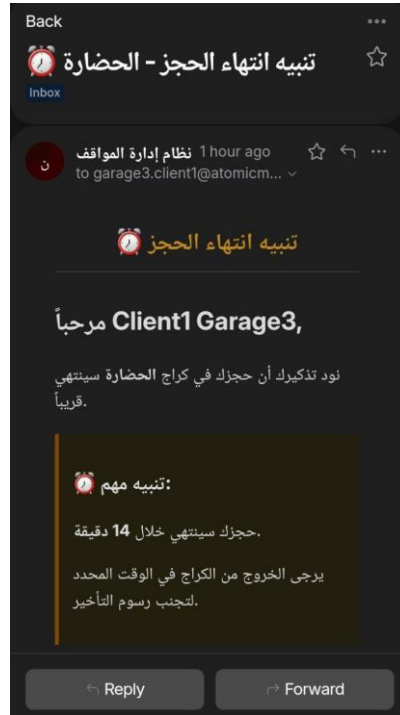 Back
تنبيه انتهاء الحجز - الحضارة ⏰
Inbox
ن
نظام إدارة المواقف 1 hour ago
to garage3.client1@atomicm...
تنبيه انتهاء الحجز ⏰
مرحباً Client1 Garage3,
نود تذكيرك أن حجزك في كراج الحضارة سينتهي
قريباً.
تنبيه مهم ⏰:
حجزك سينتهي خلال 14 دقيقة.
يرجى الخروج من الكراج في الوقت المحدد
لتجنب رسوم التأخير.
Reply
Forward